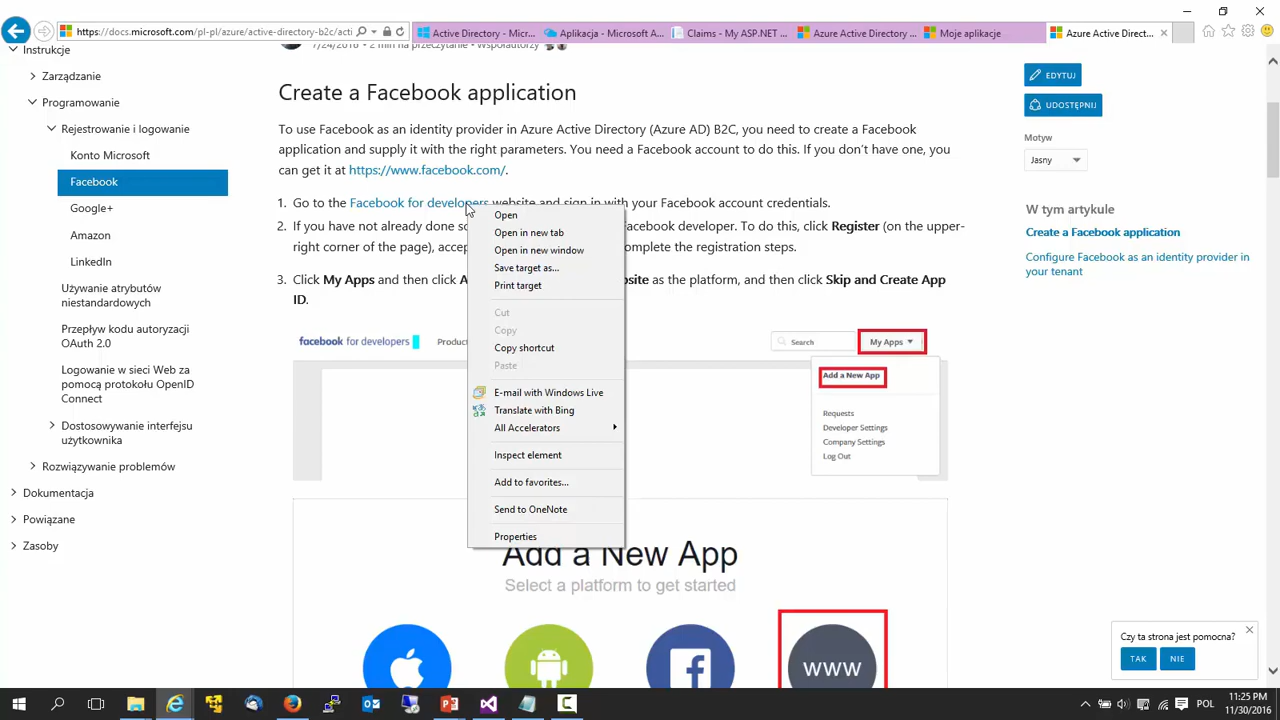 https://docs.microsoft.com/pl-pl/azure/active-directory-b2c/acti
Active Directory - Micr...
Aplikacja - Microsoft A...
Claims - My ASP.NET ...
Azure Active Directory ...
Moje aplikacje
Azure Active Direct...
Instrukcje
Zarządzanie
Programowanie
Rejestrowanie i logowanie
Konto Microsoft
Facebook
Google+
Amazon
LinkedIn
Używanie atrybutów
niestandardowych
Przepływ kodu autoryzacji
OAuth 2.0
Logowanie w sieci Web za
pomocą protokołu OpenID
Connect
Dostosowywanie interfejsu
użytkownika
Rozwiązywanie problemów
Dokumentacja
Powiązane
Zasoby
7/24/2016 • 2 min na przeczytanie • Współautorzy
Create a Facebook application
To use Facebook as an identity provider in Azure Active Directory (Azure AD) B2C, you need to create a Facebook
application and supply it with the right parameters. You need a Facebook account to do this. If you don't have one, you
can get it at https://www.facebook.com/.
1. Go to the Facebook for developers website and sign in with your Facebook account credentials.
2. If you have not already done so acebook developer. To do this, click Register (on the upper-
right corner of the page), accep omplete the registration steps.
3. Click My Apps and then click A bsite as the platform, and then click Skip and Create App
ID.
Open
Open in new tab
Open in new window
Save target as...
Print target
Cut
Copy
Copy shortcut
Paste
E-mail with Windows Live
Translate with Bing
All Accelerators
Inspect element
Add to favorites...
Send to OneNote
Properties
facebook for developers
Produc
Search
My Apps
Add a New App
Requests
Developer Settings
Company Settings
Log Out
Add a New App
Select a platform to get started
www
EDYTUJ
UDOSTĘPNIJ
Motyw
Jasny
W tym artykule
Create a Facebook application
Configure Facebook as an identity provider in
your tenant
Czy ta strona jest pomocna?
TAK
NIE
POL
11:25 PM
11/30/2016